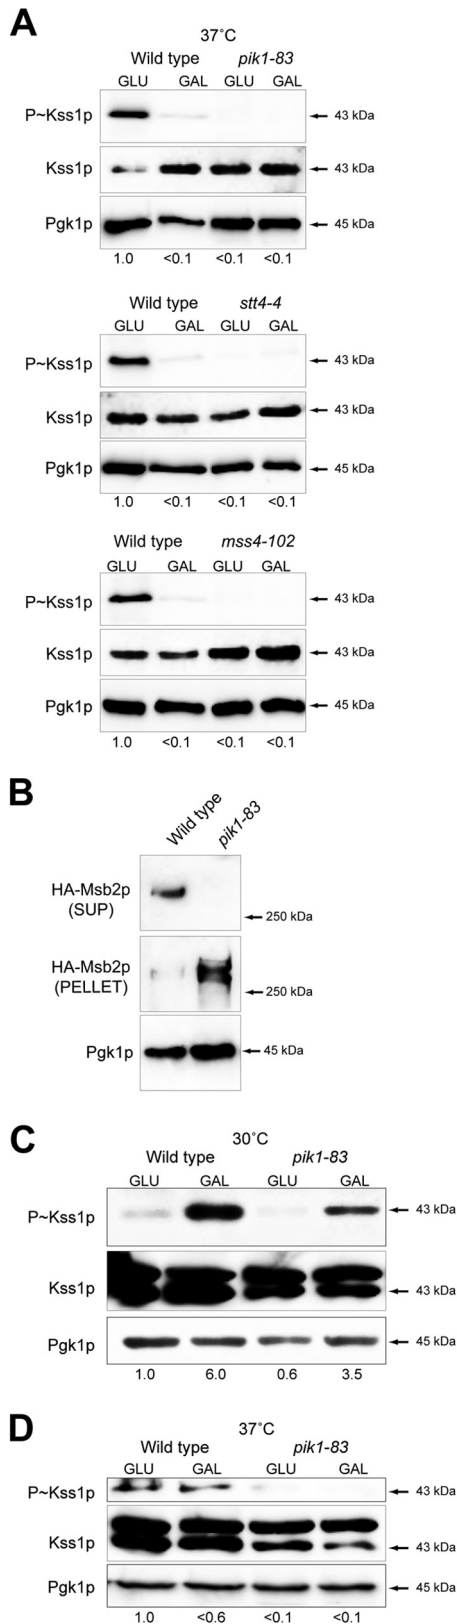 A
37˚C
Wild type pik1-83
GLU GAL GLU GAL
P~Kss1p 43 kDa
Kss1p 43 kDa
Pgk1p 45 kDa
1.0 <0.1 <0.1 <0.1
Wild type stt4-4
GLU GAL GLU GAL
P~Kss1p 43 kDa
Kss1p 43 kDa
Pgk1p 45 kDa
1.0 <0.1 <0.1 <0.1
Wild type mss4-102
GLU GAL GLU GAL
P~Kss1p 43 kDa
Kss1p 43 kDa
Pgk1p 45 kDa
1.0 <0.1 <0.1 <0.1
B
Wild type pik1-83
HA-Msb2p
(SUP) 250 kDa
HA-Msb2p
(PELLET) 250 kDa
Pgk1p 45 kDa
C
30˚C
Wild type pik1-83
GLU GAL GLU GAL
P~Kss1p 43 kDa
Kss1p 43 kDa
Pgk1p 45 kDa
1.0 6.0 0.6 3.5
D
37˚C
Wild type pik1-83
GLU GAL GLU GAL
P~Kss1p 43 kDa
Kss1p 43 kDa
Pgk1p 45 kDa
1.0 <0.6 <0.1 <0.1